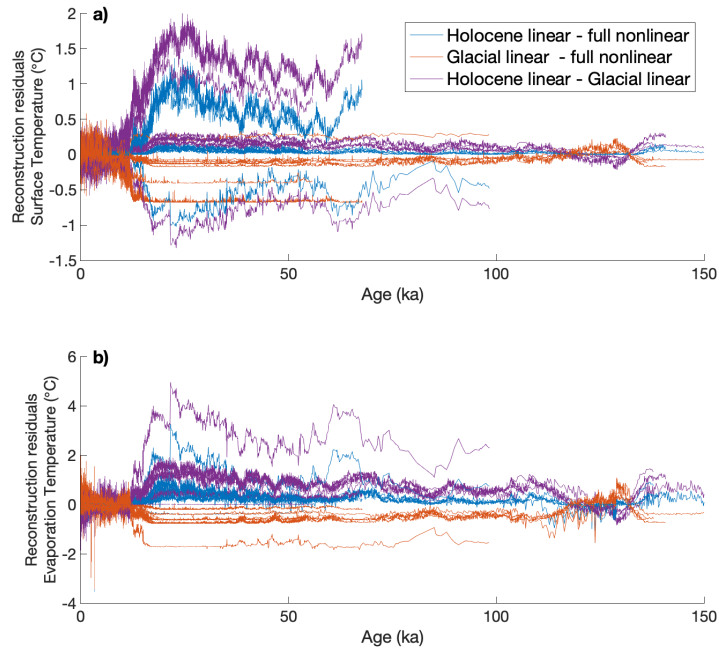 a)
2
1.5
1
0.5
0
-0.5
-1
-1.5
Reconstruction residuals
Surface Temperature (°C)
Holocene linear - full nonlinear
Glacial linear - full nonlinear
Holocene linear - Glacial linear
0
50
100
150
Age (ka)
b)
6
4
2
0
-2
-4
Reconstruction residuals
Evaporation Temperature (°C)
0
50
100
150
Age (ka)